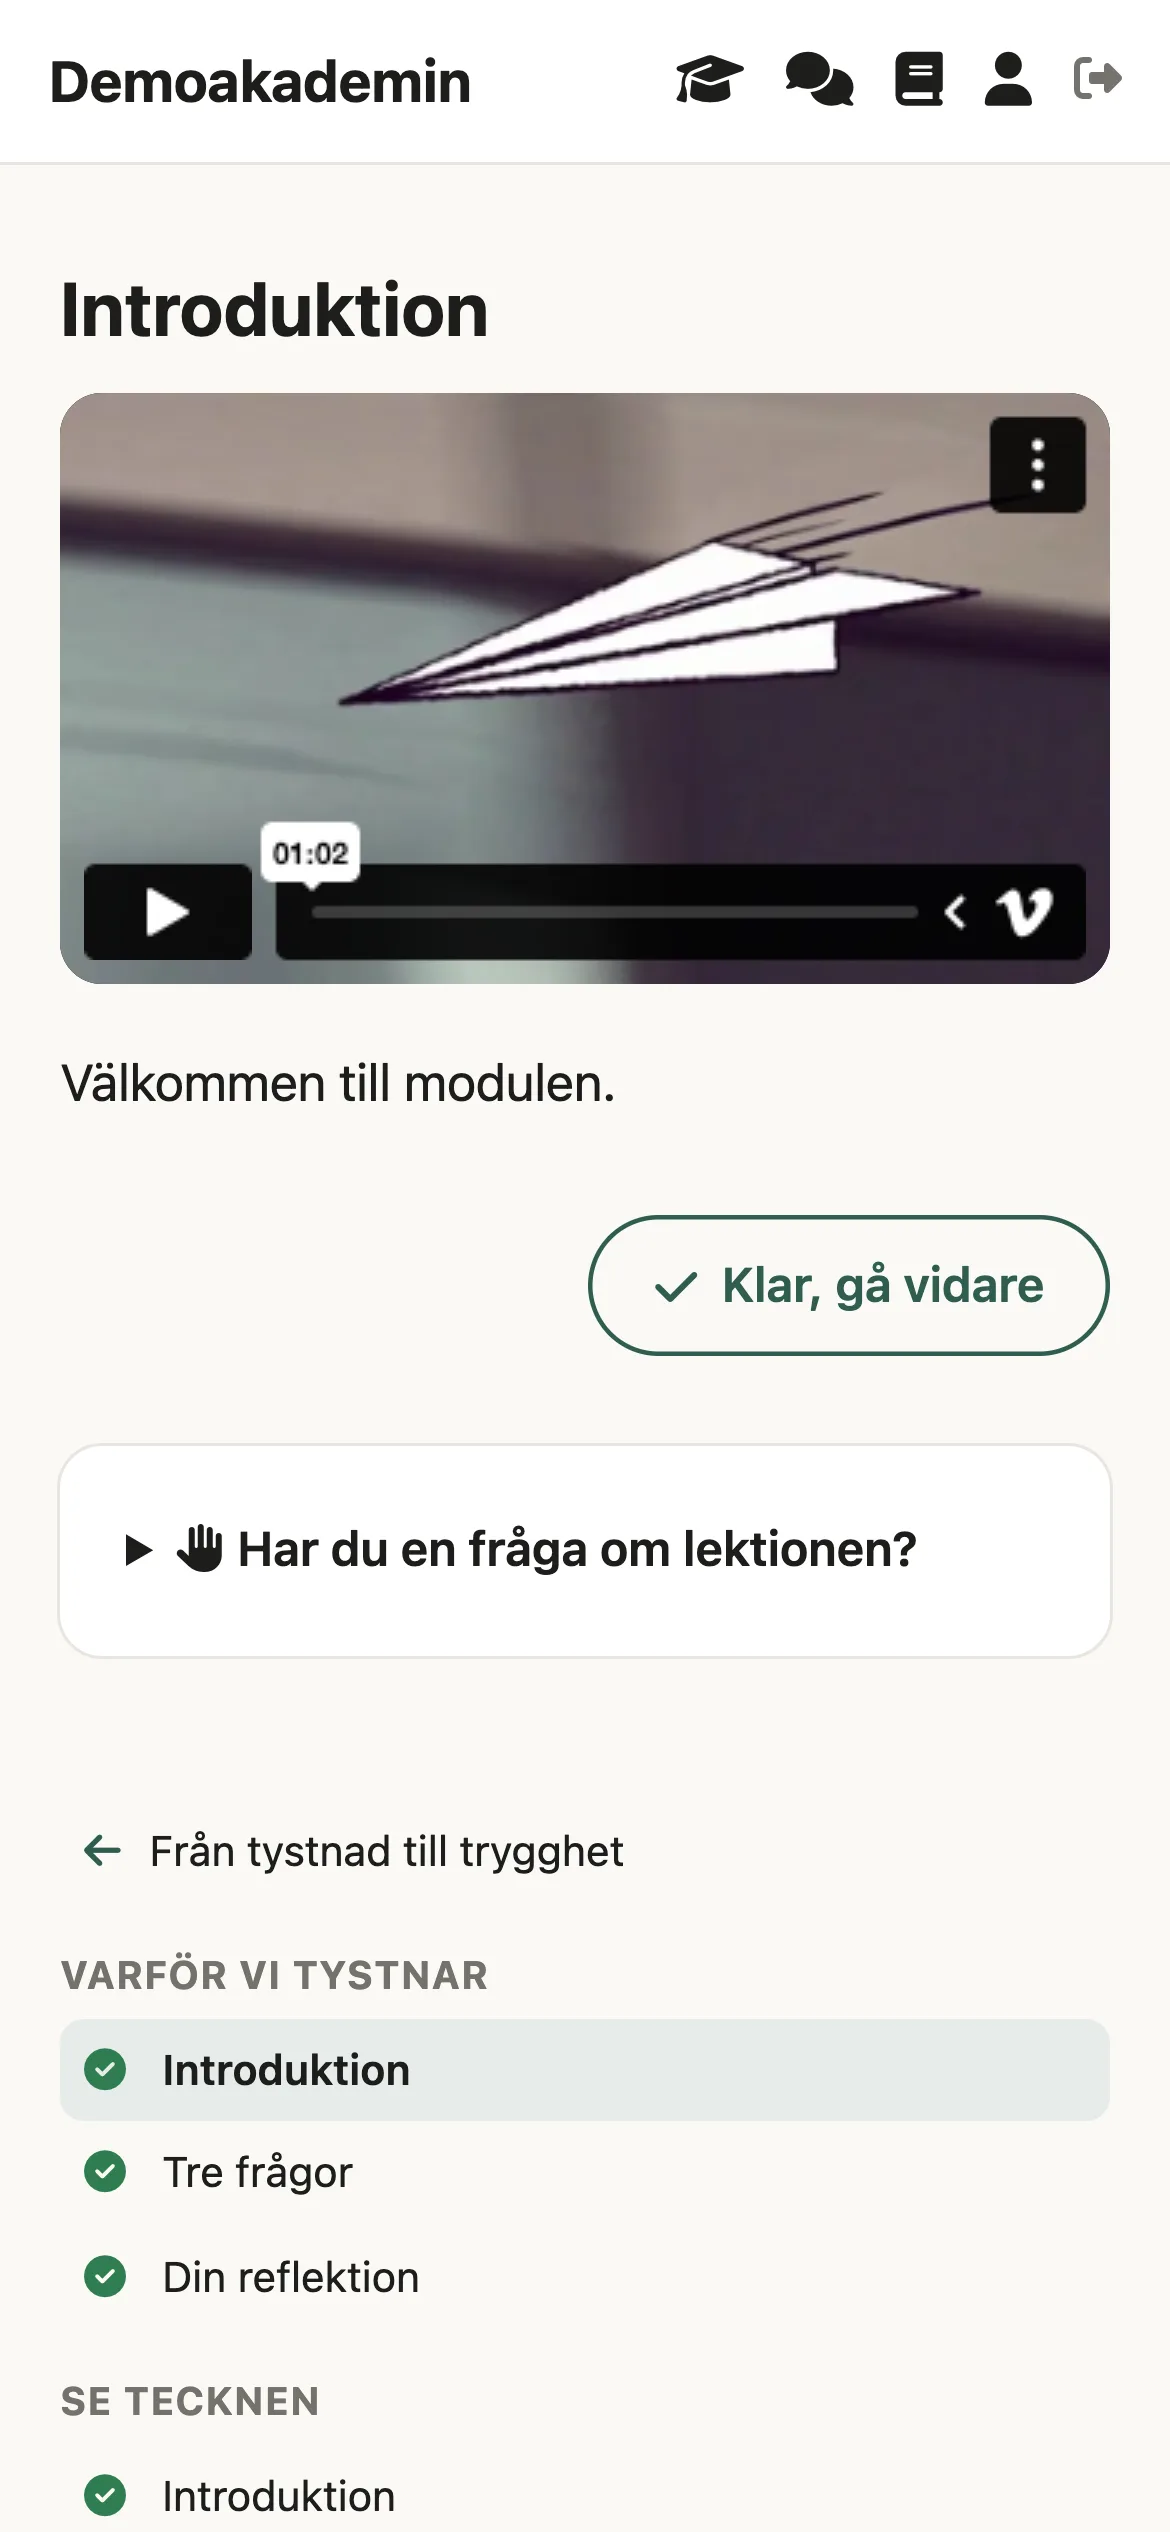 Demoakademin
Introduktion
01:02
Välkommen till modulen.
Klar, gå vidare
Har du en fråga om lektionen?
Från tystnad till trygghet
VARFÖR VI TYSTNAR
Introduktion
Tre frågor
Din reflektion
SE TECKNEN
Introduktion